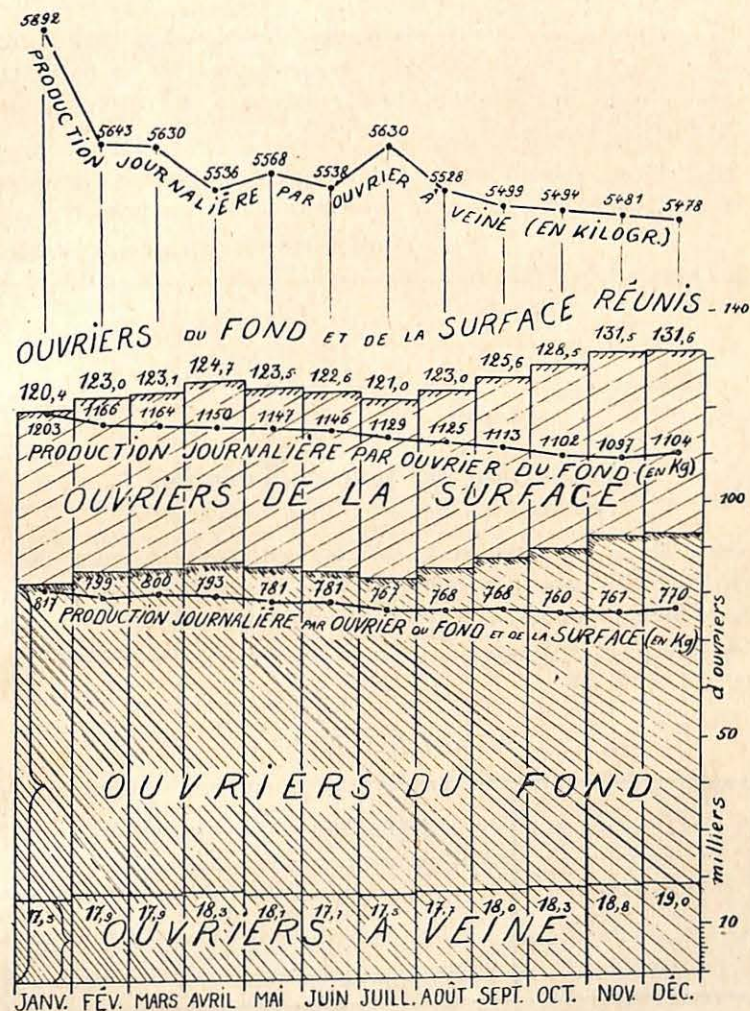 5892
PRODUCTION JOURNALIÈRE PAR OUVRIER À VEINE (EN KILOGR.)
5643 5630 5536 5568 5538 5630 5528 5499 5494 5481 5478
OUVRIERS DU FOND ET DE LA SURFACE RÉUNIS
140
120,4 123,0 123,1 124,7 123,5 122,6 121,0 123,0 125,6 128,5 131,5 131,6
1203 1166 1164 1150 1147 1146 1129 1125 1113 1102 1097 1104
PRODUCTION JOURNALIÈRE PAR OUVRIER DU FOND (EN Kg)
OUVRIERS DE LA SURFACE
100
817 799 800 793 781 781 767 768 768 760 761 770
PRODUCTION JOURNALIÈRE PAR OUVRIER DU FOND ET DE LA SURFACE (EN Kg)
milliers d'ouvriers
50
OUVRIERS DU FOND
17,3 17,9 17,9 18,3 18,1 17,7 17,3 17,7 18,0 18,3 18,8 19,0
10
OUVRIERS À VEINE
JANV. FÉV. MARS AVRIL MAI JUIN JUILL. AOÛT SEPT. OCT. NOV. DÉC.